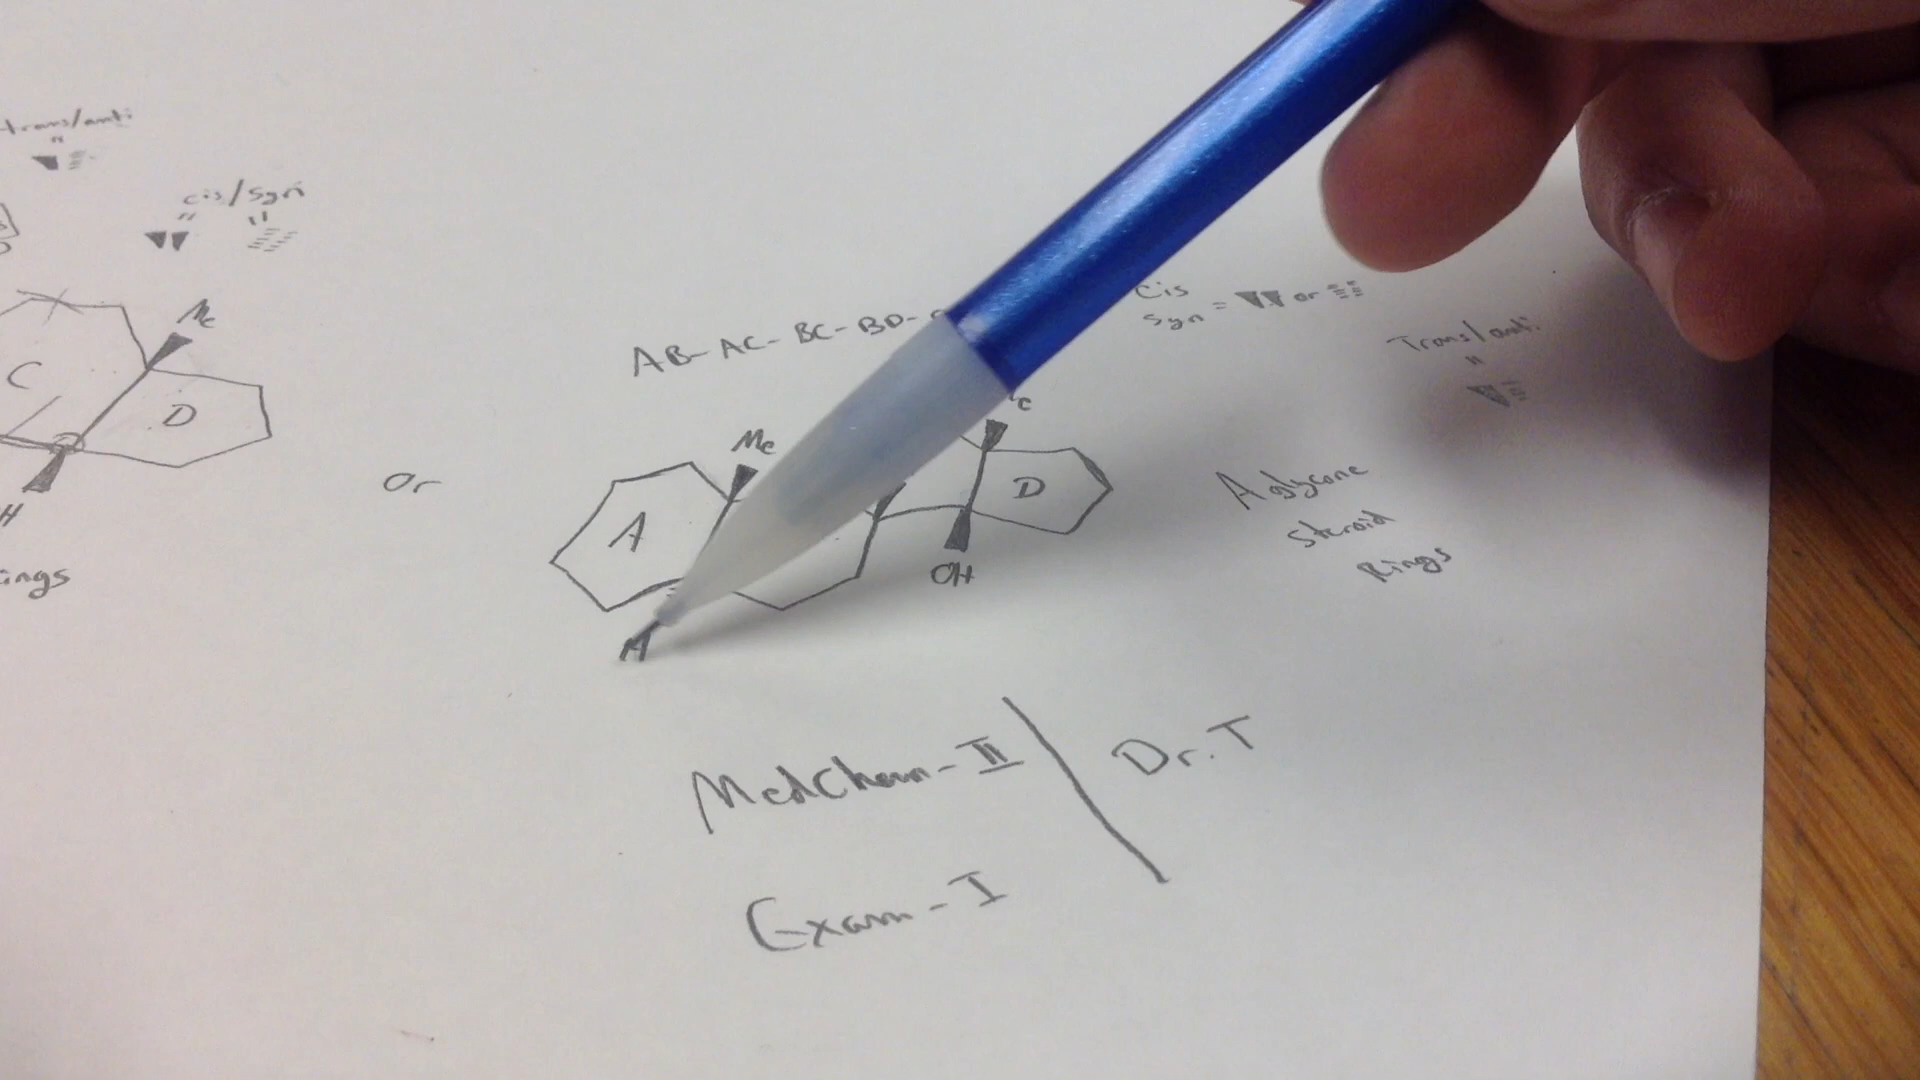 trans/anti
"
cis/syn
" "
Me
C
D
H
ings
Or
AB- AC- BC- BD-
cis
syn = or
Trans/anti
"
Me
A
D
OH
H
Aglycone
Steroid
Rings
MedChem-II
Dr. T
Exam-I